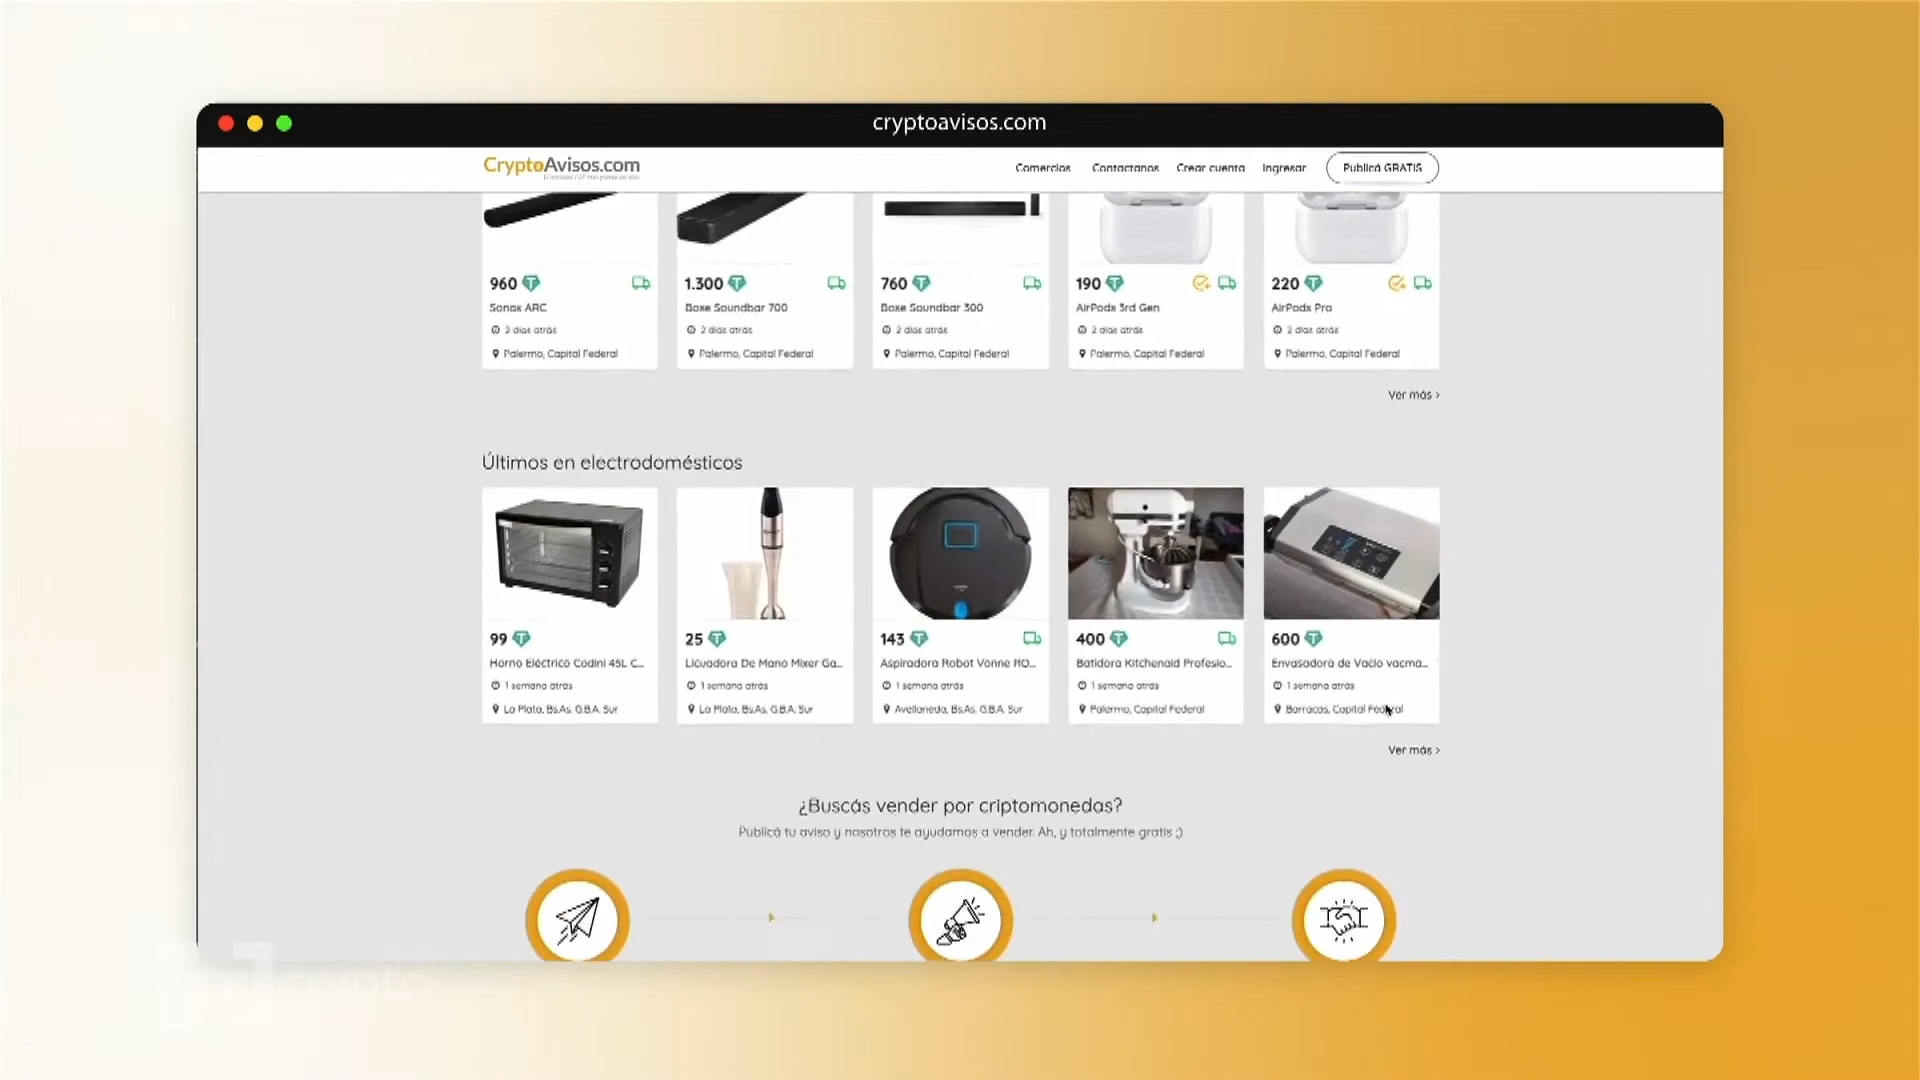 cryptoavisos.com
CryptoAvisos.com
Comercios Contactanos Crear cuenta Ingresar Publicá GRATIS
960 1.300 760 190 220
Sonos ARC Bose Soundbar 700 Bose Soundbar 300 AirPods 3rd Gen AirPods Pro
2 días atrás 2 días atrás 2 días atrás 2 días atrás 2 días atrás
Palermo, Capital Federal Palermo, Capital Federal Palermo, Capital Federal Palermo, Capital Federal Palermo, Capital Federal
Ver más >
Últimos en electrodomésticos
99 25 143 400 600
Horno Eléctrico Codini 45L C... Licuadora De Mano Mixer Ga... Aspiradora Robot Vonne RO... Batidora Kitchenaid Profesio... Envasadora de Vacío vacma...
1 semana atrás 1 semana atrás 1 semana atrás 1 semana atrás 1 semana atrás
La Plata, Bs.As. G.B.A. Sur La Plata, Bs.As. G.B.A. Sur Avellaneda, Bs.As. G.B.A. Sur Palermo, Capital Federal Barracas, Capital Federal
Ver más >
¿Buscás vender por criptomonedas?
Publicá tu aviso y nosotros te ayudamos a vender. Ah, y totalmente gratis ;)